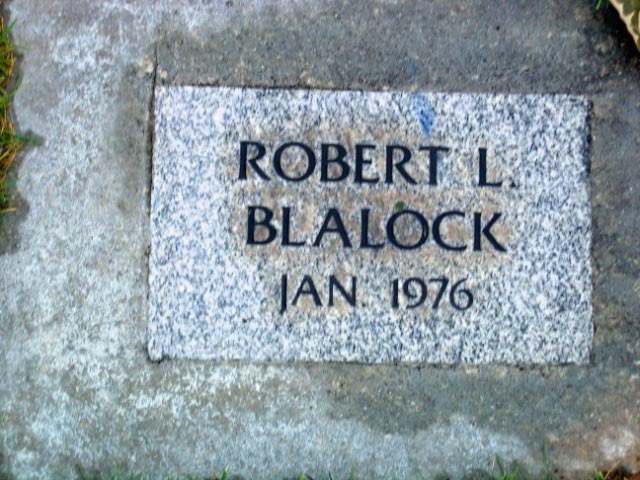 ROBERT L.
BLALOCK
JAN 1976